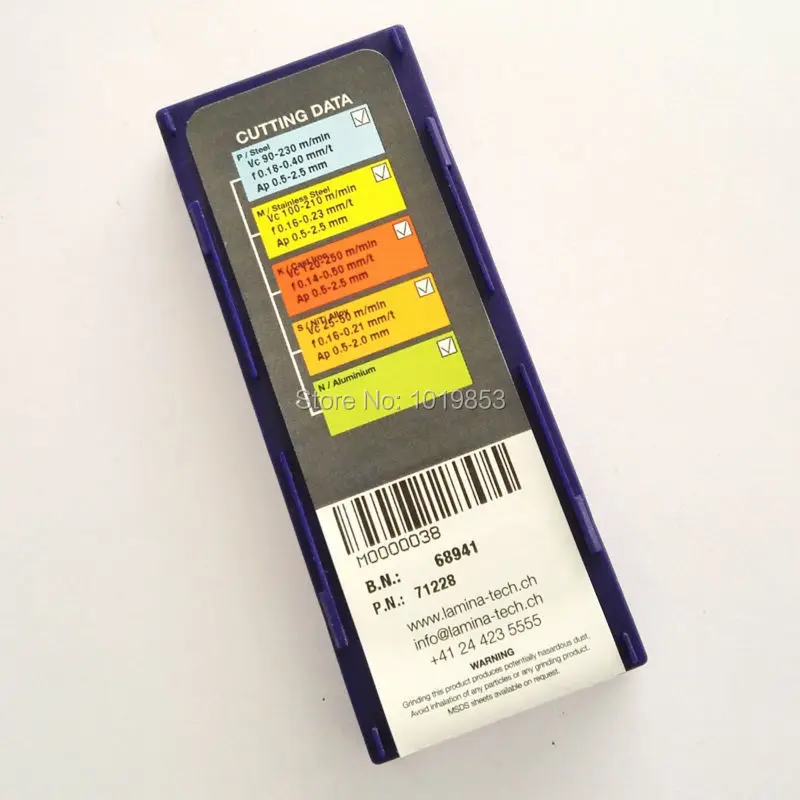 CUTTING DATA
P / Steel
Vc 90-230 m/min
f 0.18-0.40 mm/t
Ap 0.5-2.5 mm
M / Stainless Steel
Vc 100-210 m/min
f 0.16-0.23 mm/t
Ap 0.5-2.5 mm
K / Cast Iron
Vc 120-250 m/min
f 0.14-0.50 mm/t
Ap 0.5-2.5 mm
S / NiTi Alloy
Vc 25-50 m/min
f 0.16-0.21 mm/t
Ap 0.5-2.0 mm
N / Aluminium
Store No: 1019853
M0000038
B.N.: 68941
P.N.: 71228
www.lamina-tech.ch
info@lamina-tech.ch
+41 24 423 5555
WARNING
Grinding this product produces potentially hazardous dust.
Avoid inhalation of any particles or any grinding product.
MSDS sheets available on request.